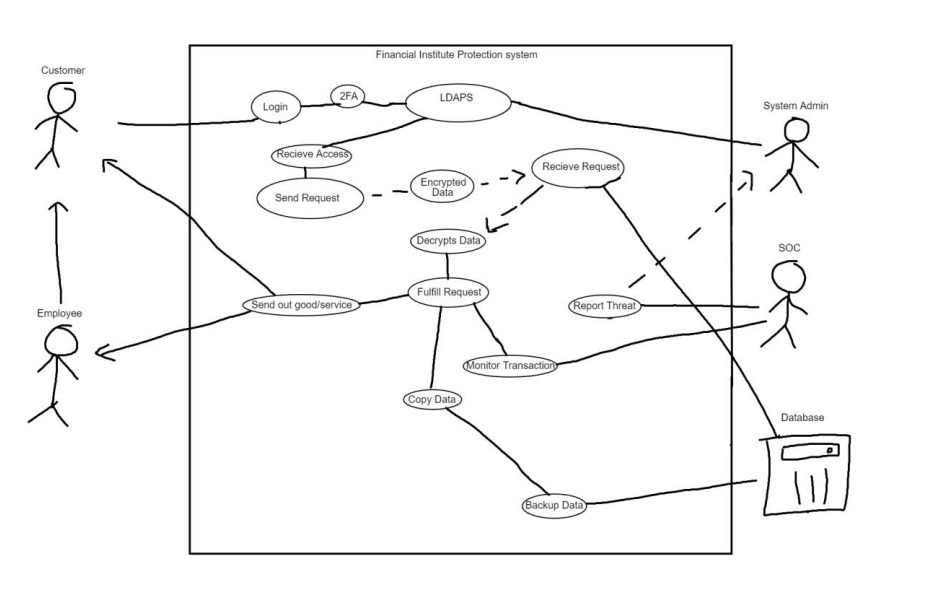 Financial Institute Protection system
Customer
2FA
LDAPS
Login
System Admin
Recieve Access
Recieve Request
Encrypted
Data
Send Request
Decrypts Data
SOC
Fulfill Request
Send out good/service
Report Threat
Employee
Monitor Transaction
Copy Data
Database
Backup Data